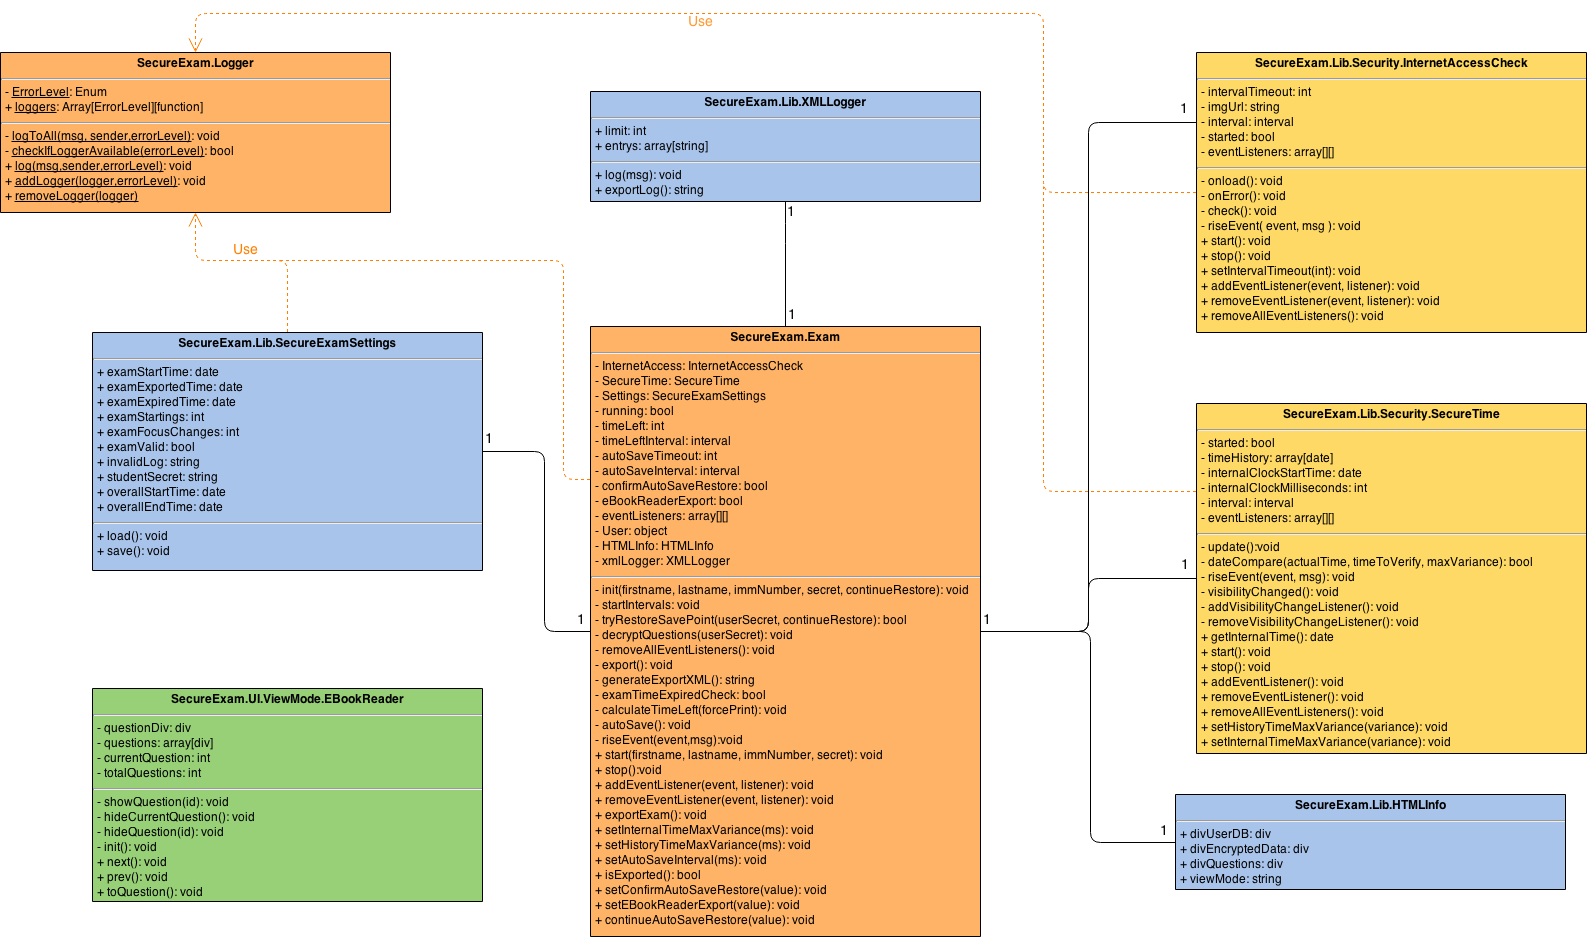 Use
SecureExam.Logger
- ErrorLevel: Enum
+ loggers: Array[ErrorLevel][function]
- logToAll(msg, sender,errorLevel): void
- checkIfLoggerAvailable(errorLevel): bool
+ log(msg,sender,errorLevel): void
+ addLogger(logger,errorLevel): void
+ removeLogger(logger)
Use
SecureExam.Lib.XMLLogger
+ limit: int
+ entrys: array[string]
+ log(msg): void
+ exportLog(): string
1
1
SecureExam.Lib.Security.InternetAccessCheck
- intervalTimeout: int
- imgUrl: string
- interval: interval
- started: bool
- eventListeners: array[][]
- onload(): void
- onError(): void
- check(): void
- riseEvent( event, msg ): void
+ start(): void
+ stop(): void
+ setIntervalTimeout(int): void
+ addEventListener(event, listener): void
+ removeEventListener(event, listener): void
+ removeAllEventListeners(): void
1
SecureExam.Lib.SecureExamSettings
+ examStartTime: date
+ examExportedTime: date
+ examExpiredTime: date
+ examStartings: int
+ examFocusChanges: int
+ examValid: bool
+ invalidLog: string
+ studentSecret: string
+ overallStartTime: date
+ overallEndTime: date
+ load(): void
+ save(): void
1
1
SecureExam.Exam
- InternetAccess: InternetAccessCheck
- SecureTime: SecureTime
- Settings: SecureExamSettings
- running: bool
- timeLeft: int
- timeLeftInterval: interval
- autoSaveTimeout: int
- autoSaveInterval: interval
- confirmAutoSaveRestore: bool
- eBookReaderExport: bool
- eventListeners: array[][]
- User: object
- HTMLInfo: HTMLInfo
- xmlLogger: XMLLogger
- init(firstname, lastname, immNumber, secret, continueRestore): void
- startIntervals: void
- tryRestoreSavePoint(userSecret, continueRestore): bool
- decryptQuestions(userSecret): void
- removeAllEventListeners(): void
- export(): void
- generateExportXML(): string
- examTimeExpiredCheck: bool
- calculateTimeLeft(forcePrint): void
- autoSave(): void
- riseEvent(event,msg):void
+ start(firstname, lastname, immNumber, secret): void
+ stop():void
+ addEventListener(event, listener): void
+ removeEventListener(event, listener): void
+ exportExam(): void
+ setInternalTimeMaxVariance(ms): void
+ setHistoryTimeMaxVariance(ms): void
+ setAutoSaveInterval(ms): void
+ isExported(): bool
+ setConfirmAutoSaveRestore(value): void
+ setEBookReaderExport(value): void
+ continueAutoSaveRestore(value): void
1
SecureExam.Lib.Security.SecureTime
- started: bool
- timeHistory: array[date]
- internalClockStartTime: date
- internalClockMilliseconds: int
- interval: interval
- eventListeners: array[][]
- update():void
- dateCompare(actualTime, timeToVerify, maxVariance): bool
- riseEvent(event, msg): void
- visibilityChanged(): void
- addVisibilityChangeListener(): void
- removeVisibilityChangeListener(): void
+ getInternalTime(): date
+ start(): void
+ stop(): void
+ addEventListener(): void
+ removeEventListener(): void
+ removeAllEventListeners(): void
+ setHistoryTimeMaxVariance(variance): void
+ setInternalTimeMaxVariance(variance): void
1
SecureExam.UI.ViewMode.EBookReader
- questionDiv: div
- questions: array[div]
- currentQuestion: int
- totalQuestions: int
- showQuestion(id): void
- hideCurrentQuestion(): void
- hideQuestion(id): void
- init(): void
+ next(): void
+ prev(): void
+ toQuestion(): void
SecureExam.Lib.HTMLInfo
+ divUserDB: div
+ divEncryptedData: div
+ divQuestions: div
+ viewMode: string
1